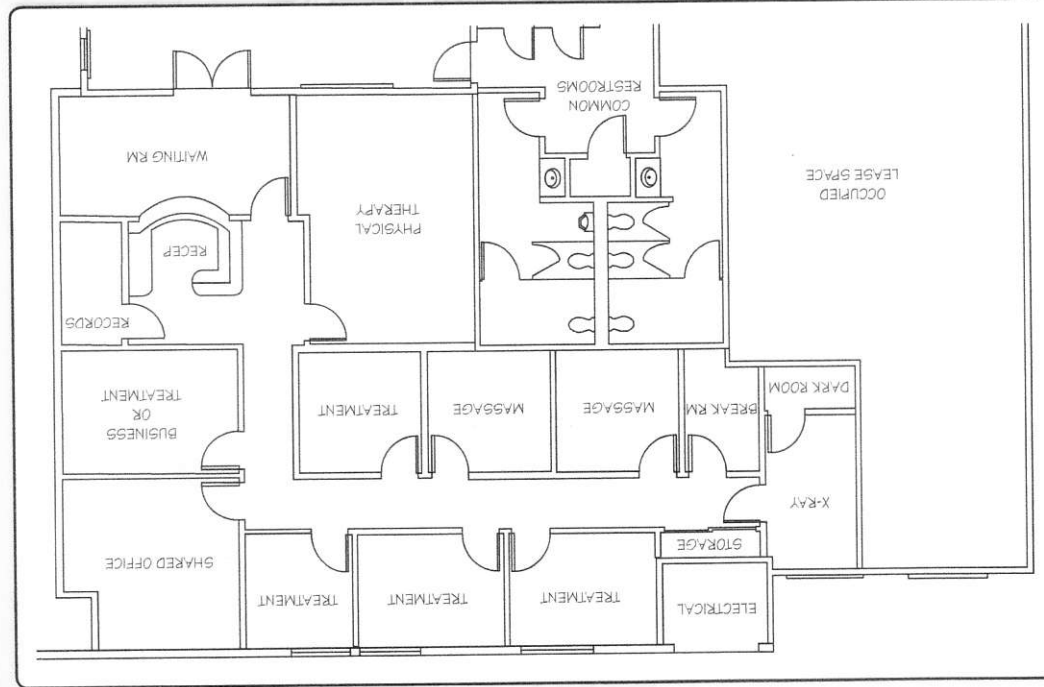 ELECTRICAL
TREATMENT
TREATMENT
TREATMENT
SHARED OFFICE
STORAGE
X-RAY
BREAK RM
MASSAGE
MASSAGE
TREATMENT
BUSINESS
OR
TREATMENT
DARK ROOM
RECORDS
RECEP
PHYSICAL
THERAPY
OCCUPIED
LEASE SPACE
WAITING RM
COMMON
RESTROOMS